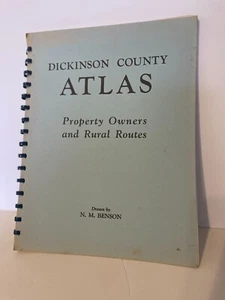 DICKINSON COUNTY
ATLAS
Property Owners
and Rural Routes
Drawn by
N. M. BENSON